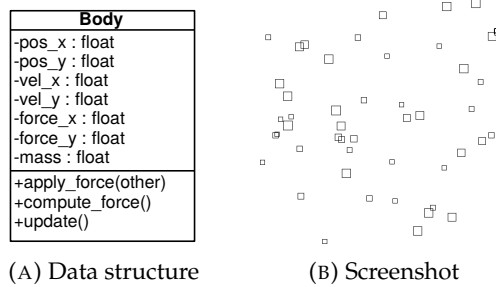 Body
-pos_x : float
-pos_y : float
-vel_x : float
-vel_y : float
-force_x : float
-force_y : float
-mass : float
+apply_force(other)
+compute_force()
+update()
(A) Data structure
(B) Screenshot